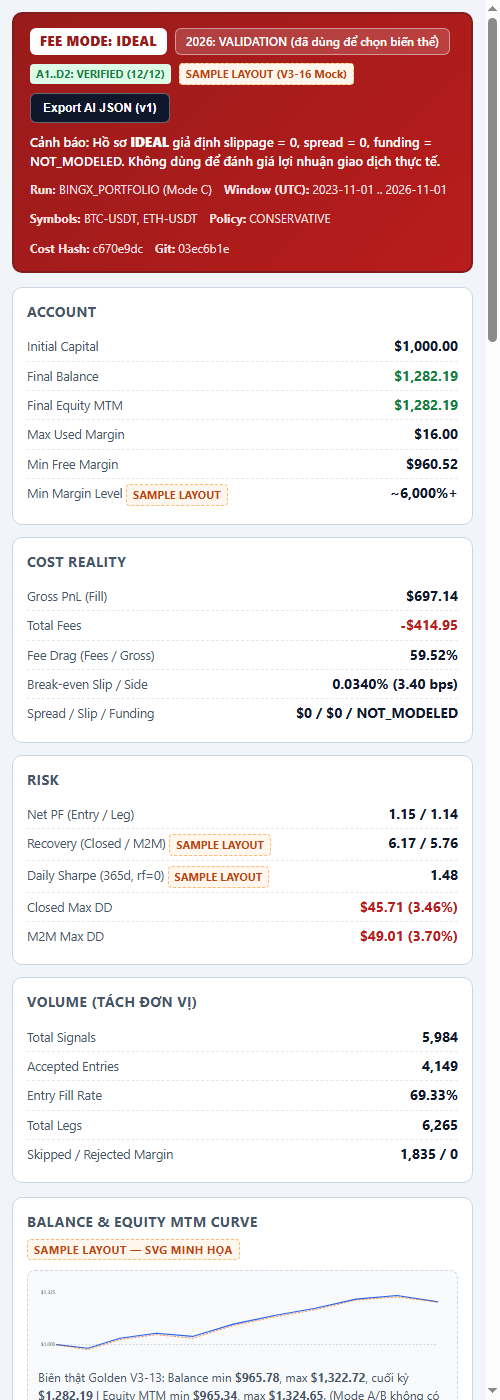 FEE MODE: IDEAL
2026: VALIDATION (đã dùng để chọn biến thể)
A1..D2: VERIFIED (12/12)
SAMPLE LAYOUT (V3-16 Mock)
Export AI JSON (v1)
Cảnh báo: Hồ sơ IDEAL giả định slippage = 0, spread = 0, funding =
NOT_MODELED. Không dùng để đánh giá lợi nhuận giao dịch thực tế.
Run: BINGX_PORTFOLIO (Mode C) Window (UTC): 2023-11-01 .. 2026-11-01
Symbols: BTC-USDT, ETH-USDT Policy: CONSERVATIVE
Cost Hash: c670e9dc Git: 03ec6b1e
ACCOUNT
Initial Capital $1,000.00
Final Balance $1,282.19
Final Equity MTM $1,282.19
Max Used Margin $16.00
Min Free Margin $960.52
Min Margin Level SAMPLE LAYOUT ~6,000%+
COST REALITY
Gross PnL (Fill) $697.14
Total Fees -$414.95
Fee Drag (Fees / Gross) 59.52%
Break-even Slip / Side 0.0340% (3.40 bps)
Spread / Slip / Funding $0 / $0 / NOT_MODELED
RISK
Net PF (Entry / Leg) 1.15 / 1.14
Recovery (Closed / M2M) SAMPLE LAYOUT 6.17 / 5.76
Daily Sharpe (365d, rf=0) SAMPLE LAYOUT 1.48
Closed Max DD $45.71 (3.46%)
M2M Max DD $49.01 (3.70%)
VOLUME (TÁCH ĐƠN VỊ)
Total Signals 5,984
Accepted Entries 4,149
Entry Fill Rate 69.33%
Total Legs 6,265
Skipped / Rejected Margin 1,835 / 0
BALANCE & EQUITY MTM CURVE
SAMPLE LAYOUT — SVG MINH HỌA
$1,325
$1,000
Biên thật Golden V3-13: Balance min $965.78, max $1,322.72, cuối kỳ
$1,282.19 | Equity MTM min $965.34, max $1,324.65. (Mode A/B không có